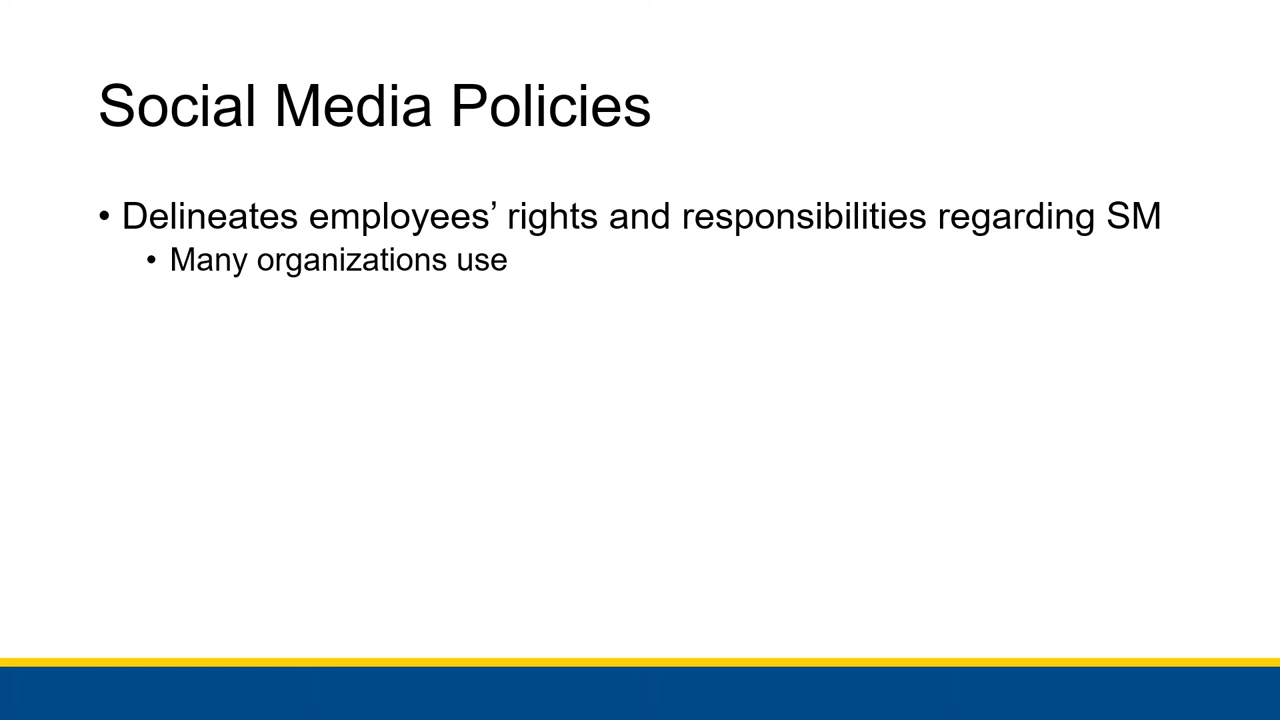 Social Media Policies
• Delineates employees’ rights and responsibilities regarding SM
• Many organizations use